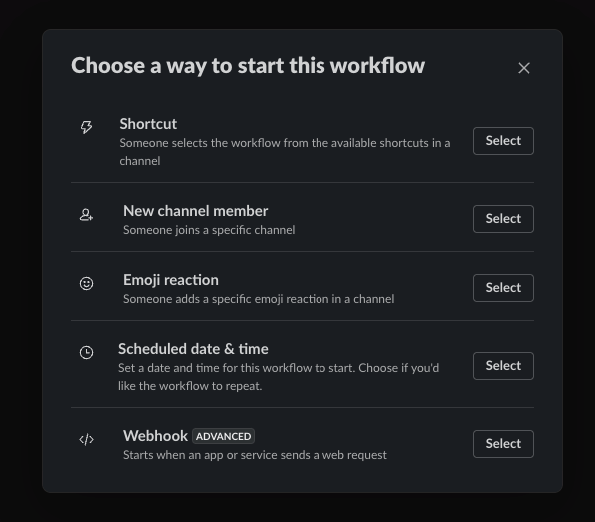 Choose a way to start this workflow
Shortcut
Someone selects the workflow from the available shortcuts in a
channel
Select
New channel member
Someone joins a specific channel
Select
Emoji reaction
Someone adds a specific emoji reaction in a channel
Select
Scheduled date & time
Set a date and time for this workflow to start. Choose if you'd
like the workflow to repeat.
Select
Webhook ADVANCED
Starts when an app or service sends a web request
Select